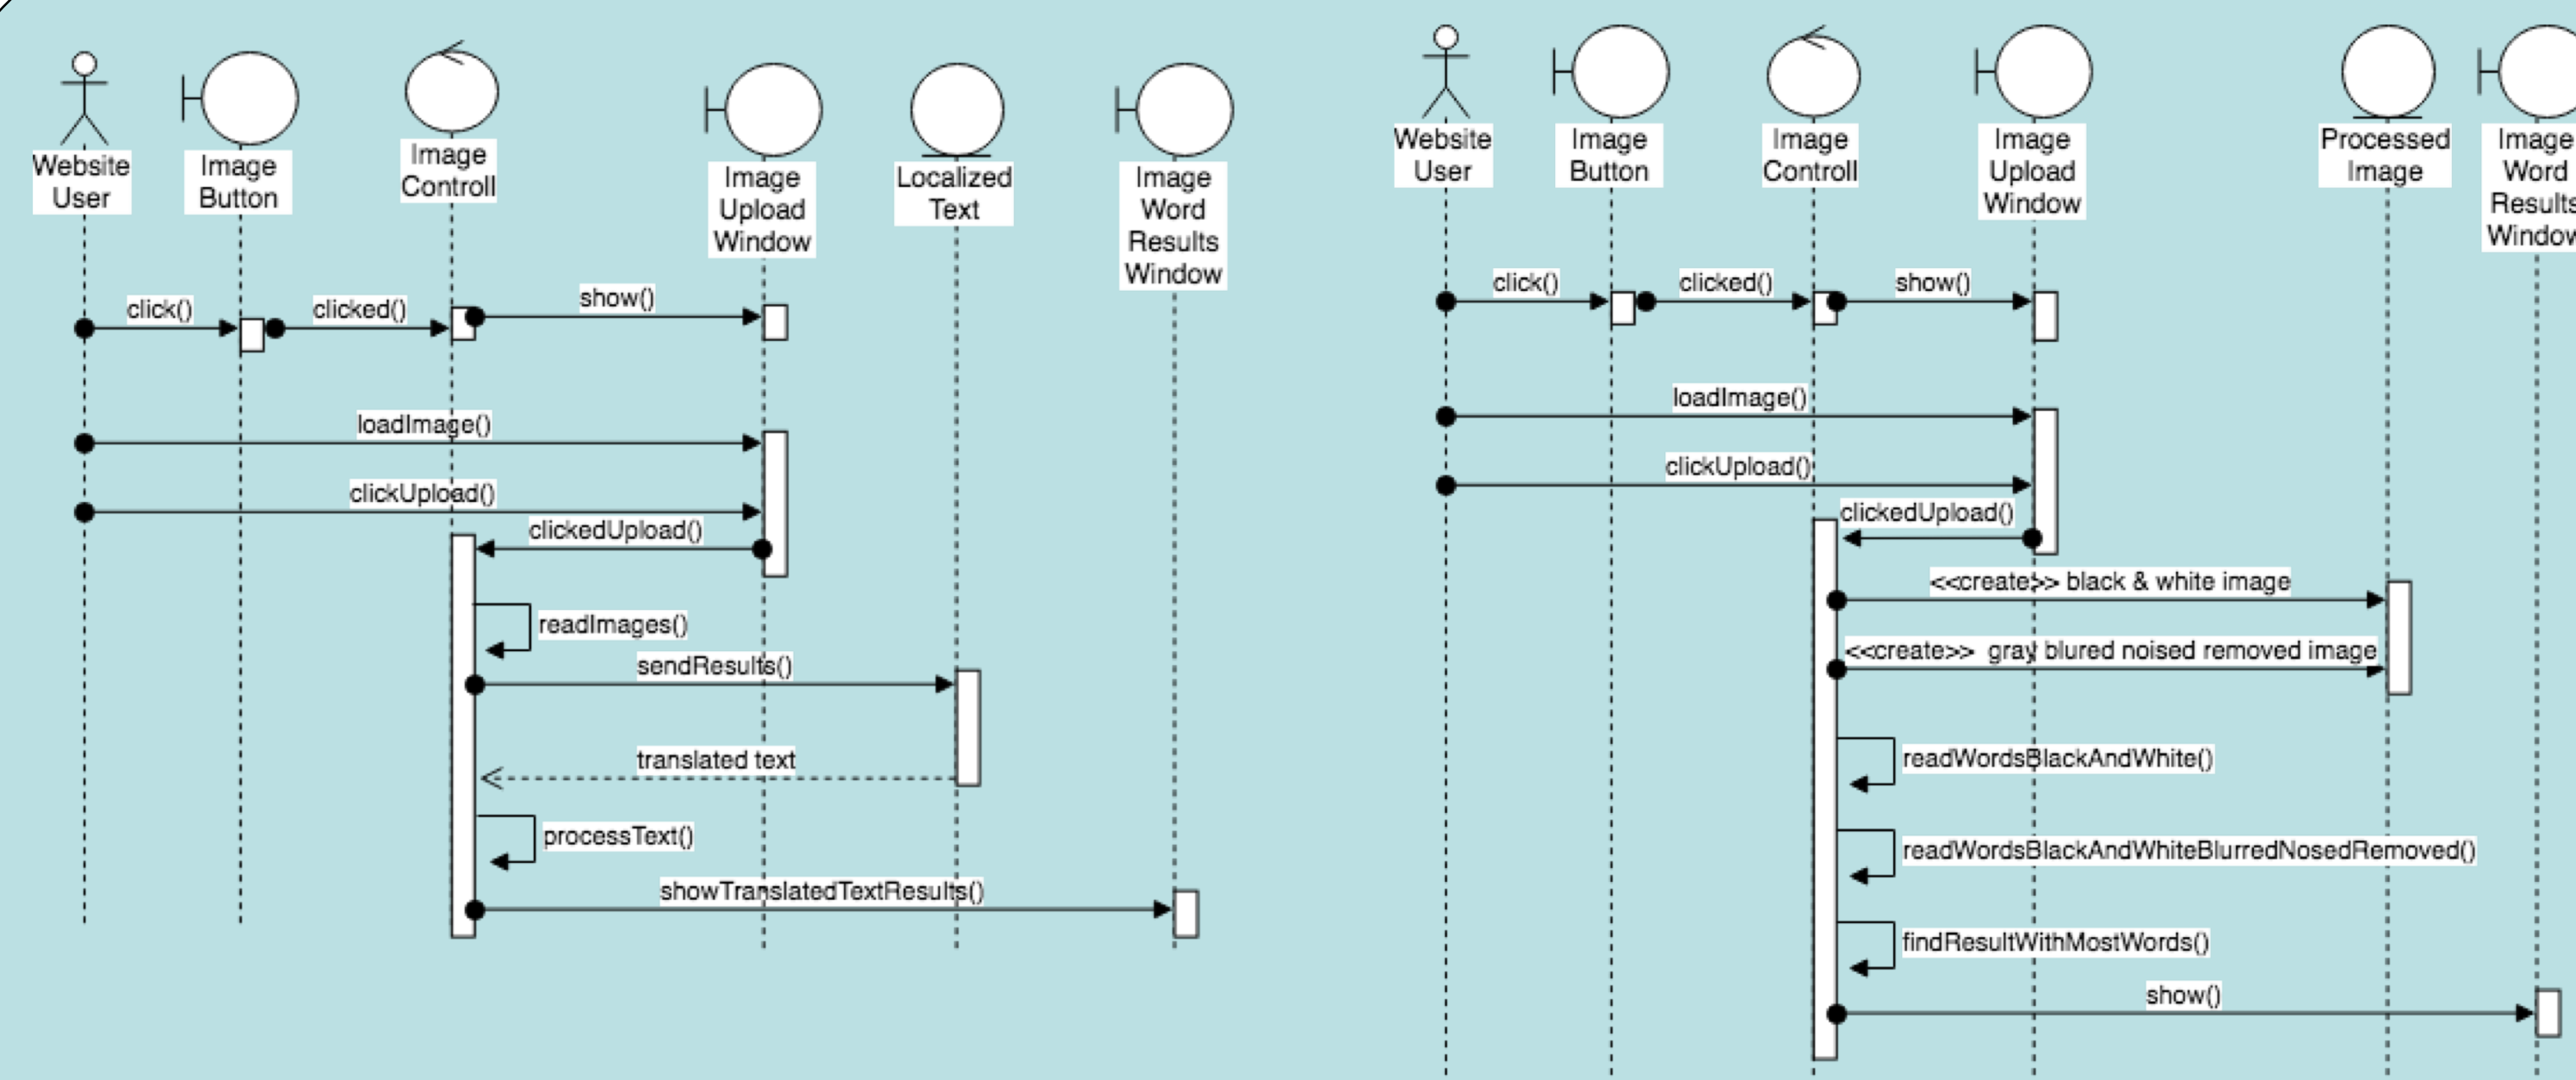 Website
User
Image
Button
Image
Controll
Image
Upload
Window
Localized
Text
Image
Word
Results
Window
click()
clicked()
show()
loadImage()
clickUpload()
clickedUpload()
readImages()
sendResults()
translated text
processText()
showTranslatedTextResults()
Website
User
Image
Button
Image
Controll
Image
Upload
Window
Processed
Image
Image
Word
Results
Window
click()
clicked()
show()
loadImage()
clickUpload()
clickedUpload()
<<create>> black & white image
<<create>> gray blured noised removed image
readWordsBlackAndWhite()
readWordsBlackAndWhiteBlurredNosedRemoved()
findResultWithMostWords()
show()